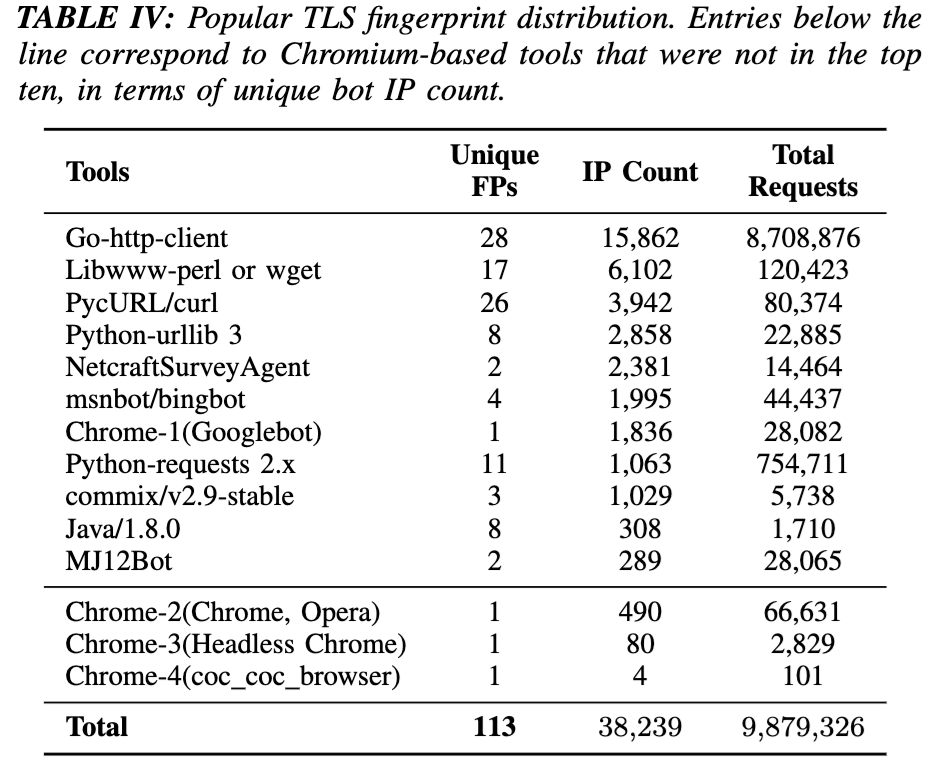 TABLE IV: Popular TLS fingerprint distribution. Entries below the
line correspond to Chromium-based tools that were not in the top
ten, in terms of unique bot IP count.
Tools Unique FPs IP Count Total Requests
Go-http-client 28 15,862 8,708,876
Libwww-perl or wget 17 6,102 120,423
PycURL/curl 26 3,942 80,374
Python-urllib 3 8 2,858 22,885
NetcraftSurveyAgent 2 2,381 14,464
msnbot/bingbot 4 1,995 44,437
Chrome-1(Googlebot) 1 1,836 28,082
Python-requests 2.x 11 1,063 754,711
commix/v2.9-stable 3 1,029 5,738
Java/1.8.0 8 308 1,710
MJ12Bot 2 289 28,065
Chrome-2(Chrome, Opera) 1 490 66,631
Chrome-3(Headless Chrome) 1 80 2,829
Chrome-4(coc_coc_browser) 1 4 101
Total 113 38,239 9,879,326